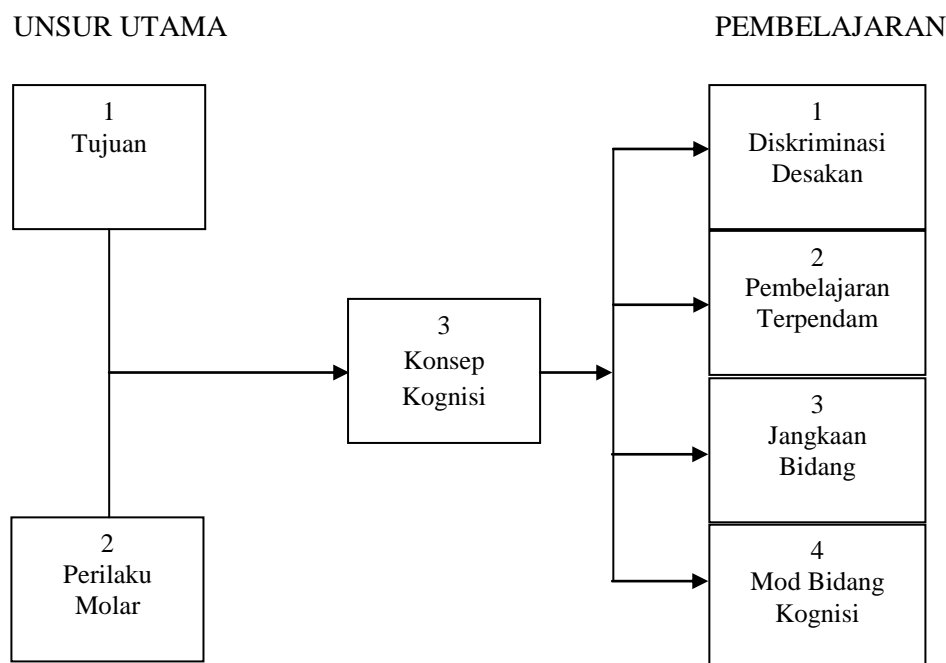 UNSUR UTAMA
PEMBELAJARAN
1
Tujuan
2
Perilaku
Molar
3
Konsep
Kognisi
1
Diskriminasi
Desakan
2
Pembelajaran
Terpendam
3
Jangkaan
Bidang
4
Mod Bidang
Kognisi